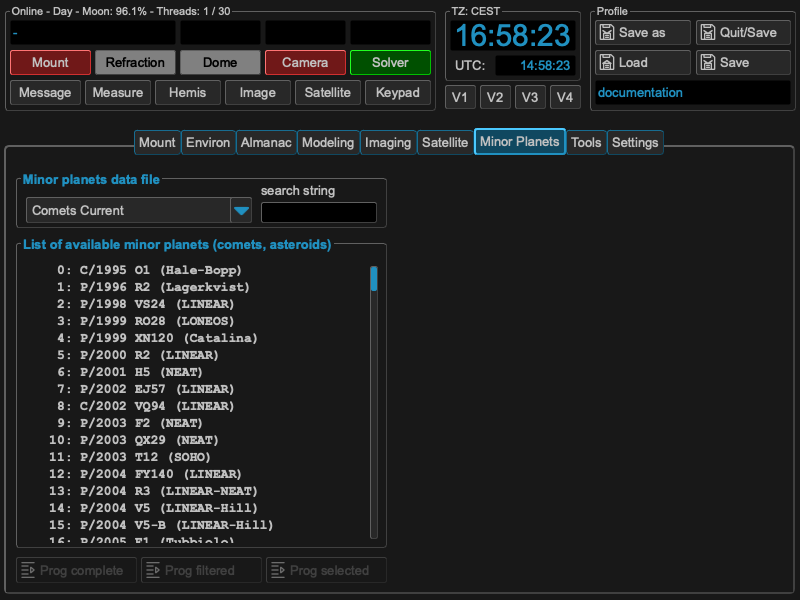 Online - Day - Moon: 96.1% - Threads: 1 / 30
-
Mount Refraction Dome Camera Solver
Message Measure Hemis Image Satellite Keypad
TZ: CEST
16:58:23
UTC: 14:58:23
V1 V2 V3 V4
Profile
Save as Quit/Save
Load Save
documentation
Mount Environ Almanac Modeling Imaging Satellite Minor Planets Tools Settings
Minor planets data file
search string
Comets Current
List of available minor planets (comets, asteroids)
0: C/1995 O1 (Hale-Bopp)
1: P/1996 R2 (Lagerkvist)
2: P/1998 VS24 (LINEAR)
3: P/1999 RO28 (LONEOS)
4: P/1999 XN120 (Catalina)
5: P/2000 R2 (LINEAR)
6: P/2001 H5 (NEAT)
7: P/2002 EJ57 (LINEAR)
8: C/2002 VQ94 (LINEAR)
9: P/2003 F2 (NEAT)
10: P/2003 QX29 (NEAT)
11: P/2003 T12 (SOHO)
12: P/2004 FY140 (LINEAR)
13: P/2004 R3 (LINEAR-NEAT)
14: P/2004 V5 (LINEAR-Hill)
15: P/2004 V5-B (LINEAR-Hill)
16: P/2005
Prog complete Prog filtered Prog selected